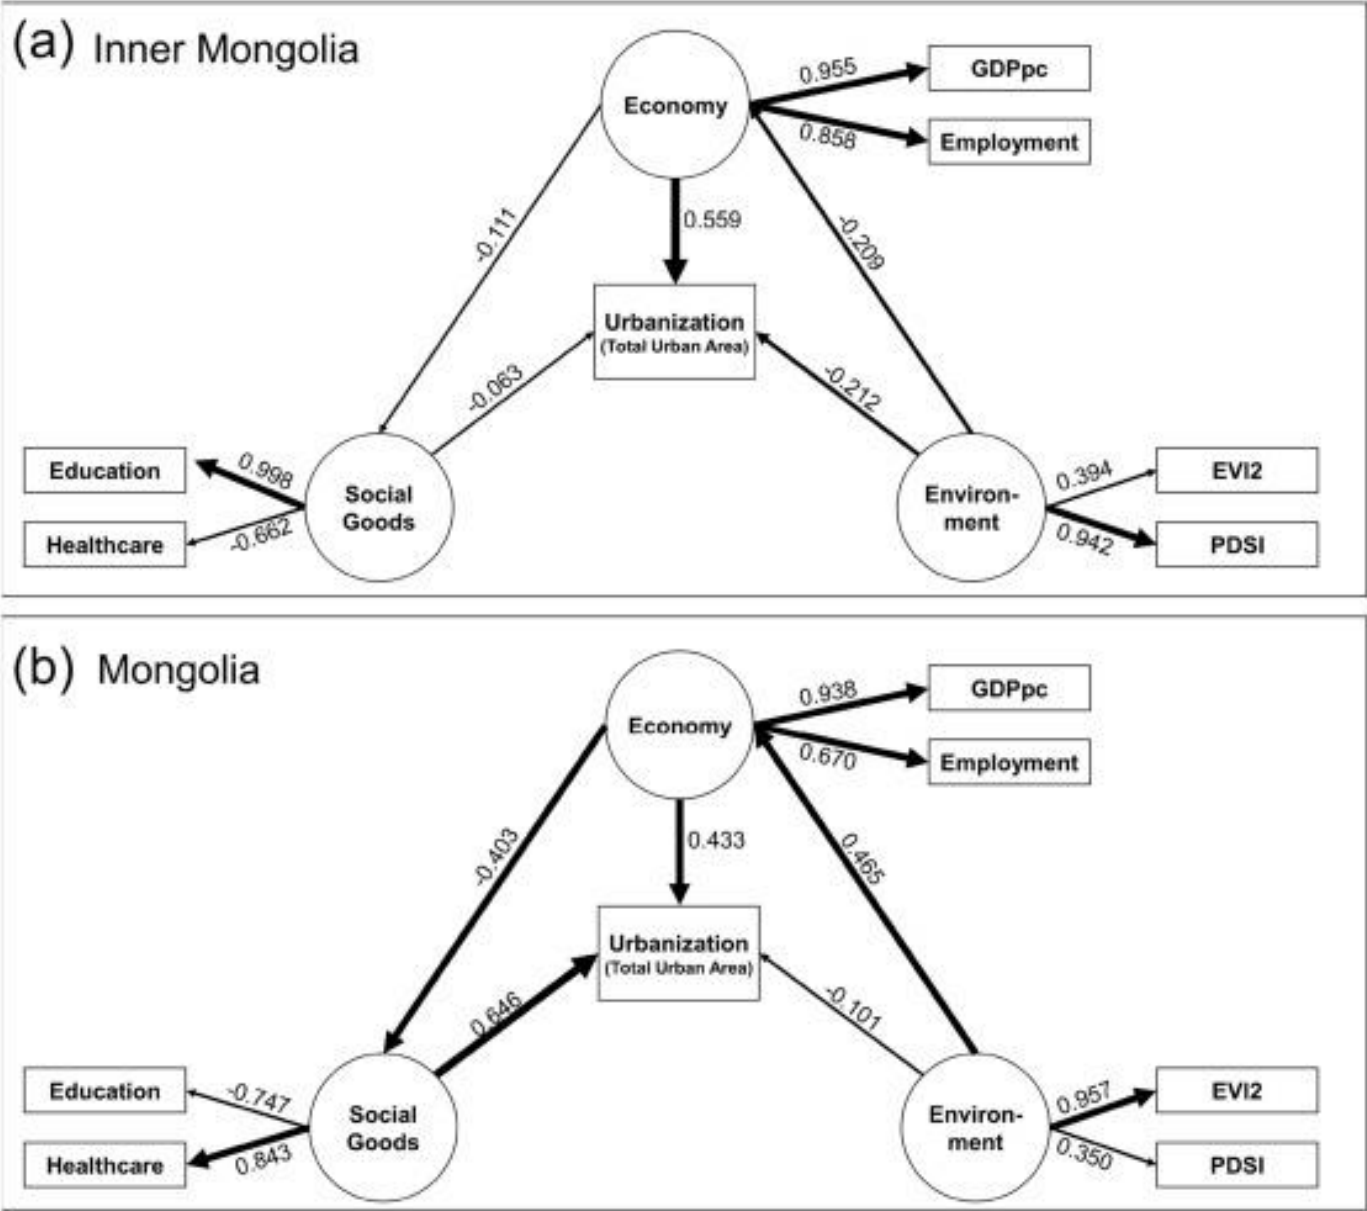 (a) Inner Mongolia
Economy
0.955
GDPpc
0.858
Employment
-0.111
0.559
-0.209
Urbanization
(Total Urban Area)
-0.063
-0.212
Education
0.998
Healthcare
-0.662
Social
Goods
Environ-
ment
0.394
EVI2
0.942
PDSI
(b) Mongolia
Economy
0.938
GDPpc
0.670
Employment
-0.403
0.433
0.465
Urbanization
(Total Urban Area)
0.646
-0.101
Education
-0.747
Healthcare
0.843
Social
Goods
Environ-
ment
0.957
EVI2
0.350
PDSI